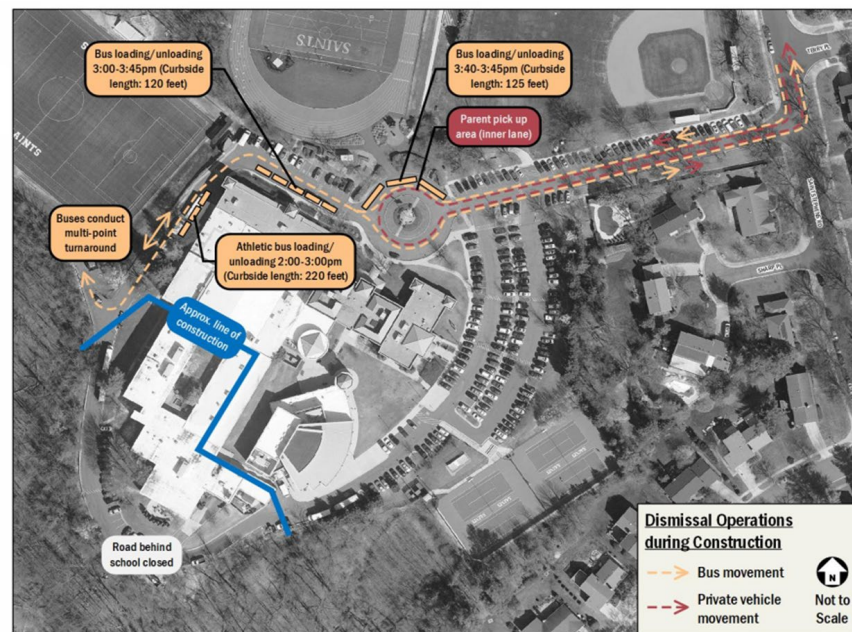 SAINTS
SAINTS
Bus loading/unloading
3:00-3:45pm (Curbside
length: 120 feet)
Bus loading/unloading
3:40-3:45pm (Curbside
length: 125 feet)
Parent pick up
area (inner lane)
FERRY PL
Buses conduct
multi-point
turnaround
Athletic bus loading/
unloading 2:00-3:00pm
(Curbside length: 220 feet)
Approx. line of
construction
Road behind
school closed
Dismissal Operations
during Construction
Bus movement
Private vehicle
movement
N
Not to
Scale